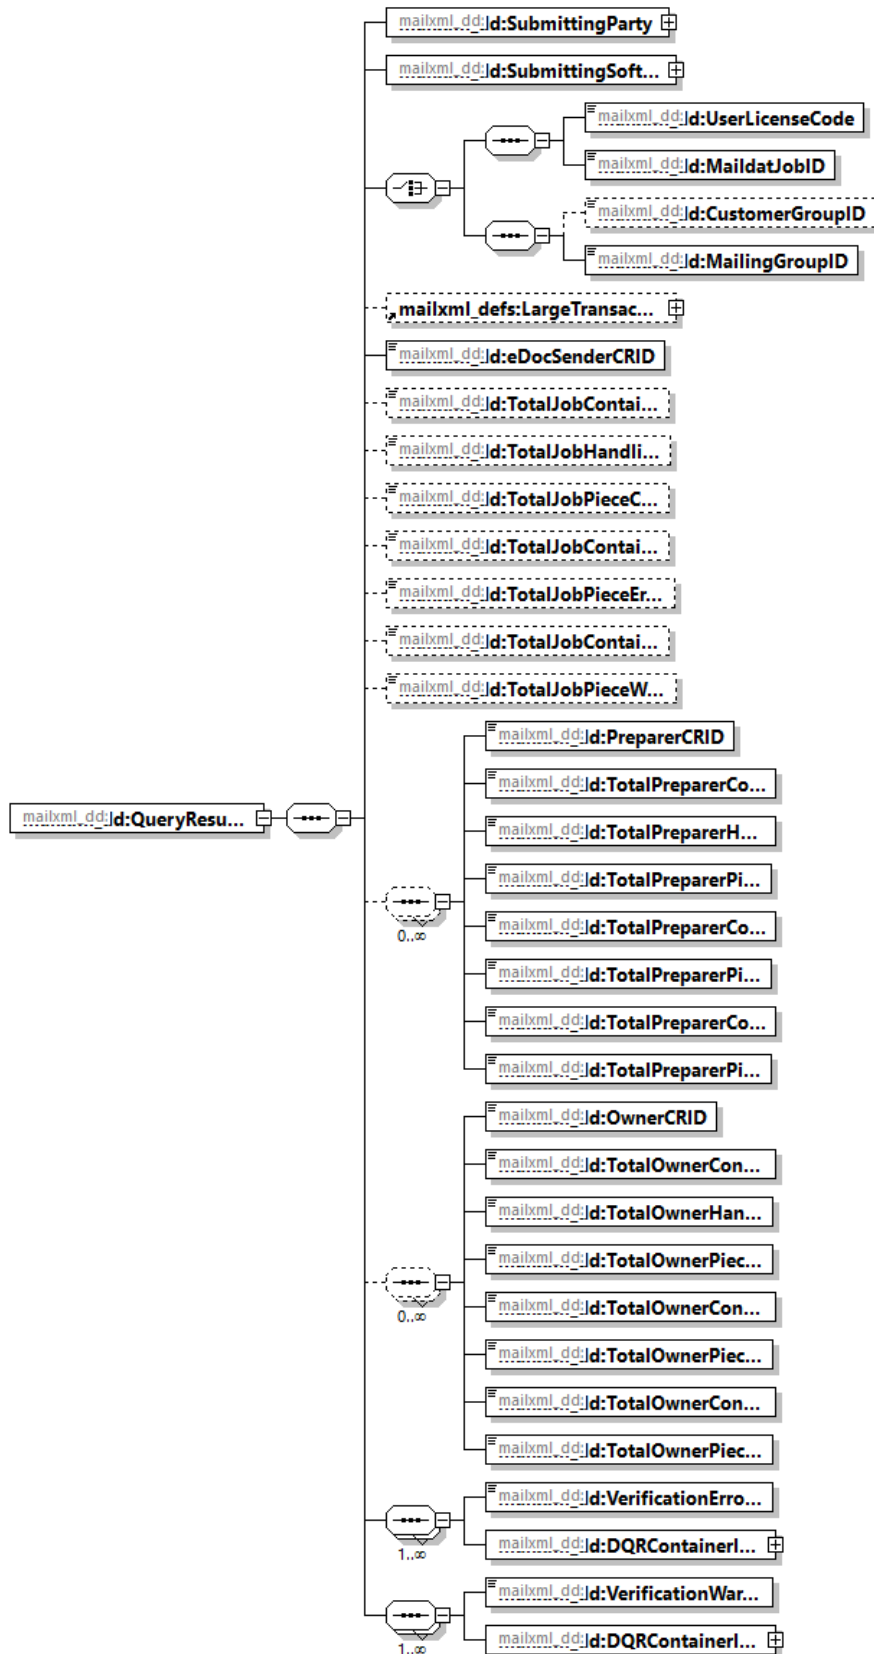 mailxml_dd:ld:SubmittingParty
mailxml_dd:ld:SubmittingSoft...
mailxml_dd:ld:UserLicenseCode
mailxml_dd:ld:MaildatJobID
mailxml_dd:ld:CustomerGroupID
mailxml_dd:ld:MailingGroupID
mailxml_defs:LargeTransac...
mailxml_dd:ld:eDocSenderCRID
mailxml_dd:ld:TotalJobContai...
mailxml_dd:ld:TotalJobHandli...
mailxml_dd:ld:TotalJobPieceC...
mailxml_dd:ld:TotalJobContai...
mailxml_dd:ld:TotalJobPieceEr...
mailxml_dd:ld:TotalJobContai...
mailxml_dd:ld:TotalJobPieceW...
mailxml_dd:ld:PreparerCRID
mailxml_dd:ld:TotalPreparerCo...
mailxml_dd:ld:QueryResu...
mailxml_dd:ld:TotalPreparerH...
mailxml_dd:ld:TotalPreparerPi...
mailxml_dd:ld:TotalPreparerCo...
0..∞
mailxml_dd:ld:TotalPreparerPi...
mailxml_dd:ld:TotalPreparerCo...
mailxml_dd:ld:TotalPreparerPi...
mailxml_dd:ld:OwnerCRID
mailxml_dd:ld:TotalOwnerCon...
mailxml_dd:ld:TotalOwnerHan...
mailxml_dd:ld:TotalOwnerPiec...
mailxml_dd:ld:TotalOwnerCon...
0..∞
mailxml_dd:ld:TotalOwnerPiec...
mailxml_dd:ld:TotalOwnerCon...
mailxml_dd:ld:TotalOwnerPiec...
mailxml_dd:ld:VerificationErro...
mailxml_dd:ld:DQRContainerI...
1..∞
mailxml_dd:ld:VerificationWar...
mailxml_dd:ld:DQRContainerI...
1..∞